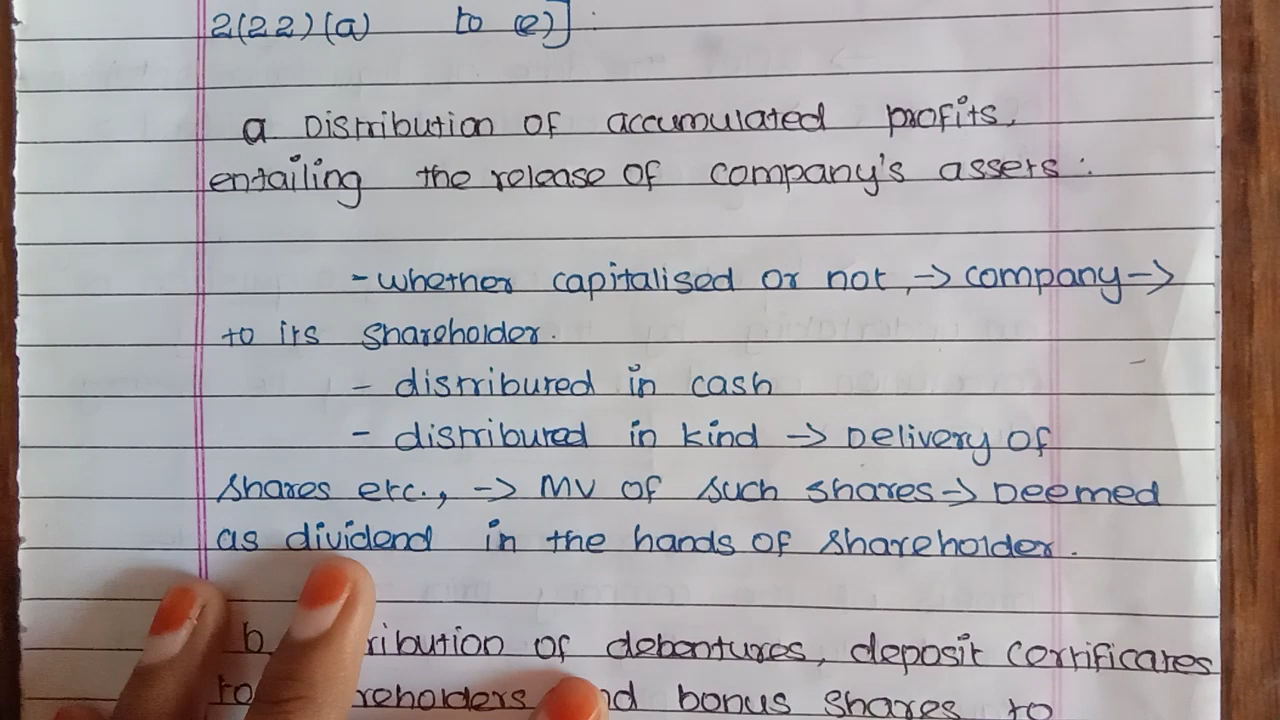 2(22)(a) to (e)]
a Distribution of accumulated profits,
entailing the release of company's assets :
- whether capitalised or not, -> company ->
to its shareholder.
- distributed in cash
- distributed in kind -> Delivery of
shares etc., -> MV of such shares -> Deemed
as dividend in the hands of shareholder.
b ribution of debentures, deposit certificates
to reholders nd bonus shares to